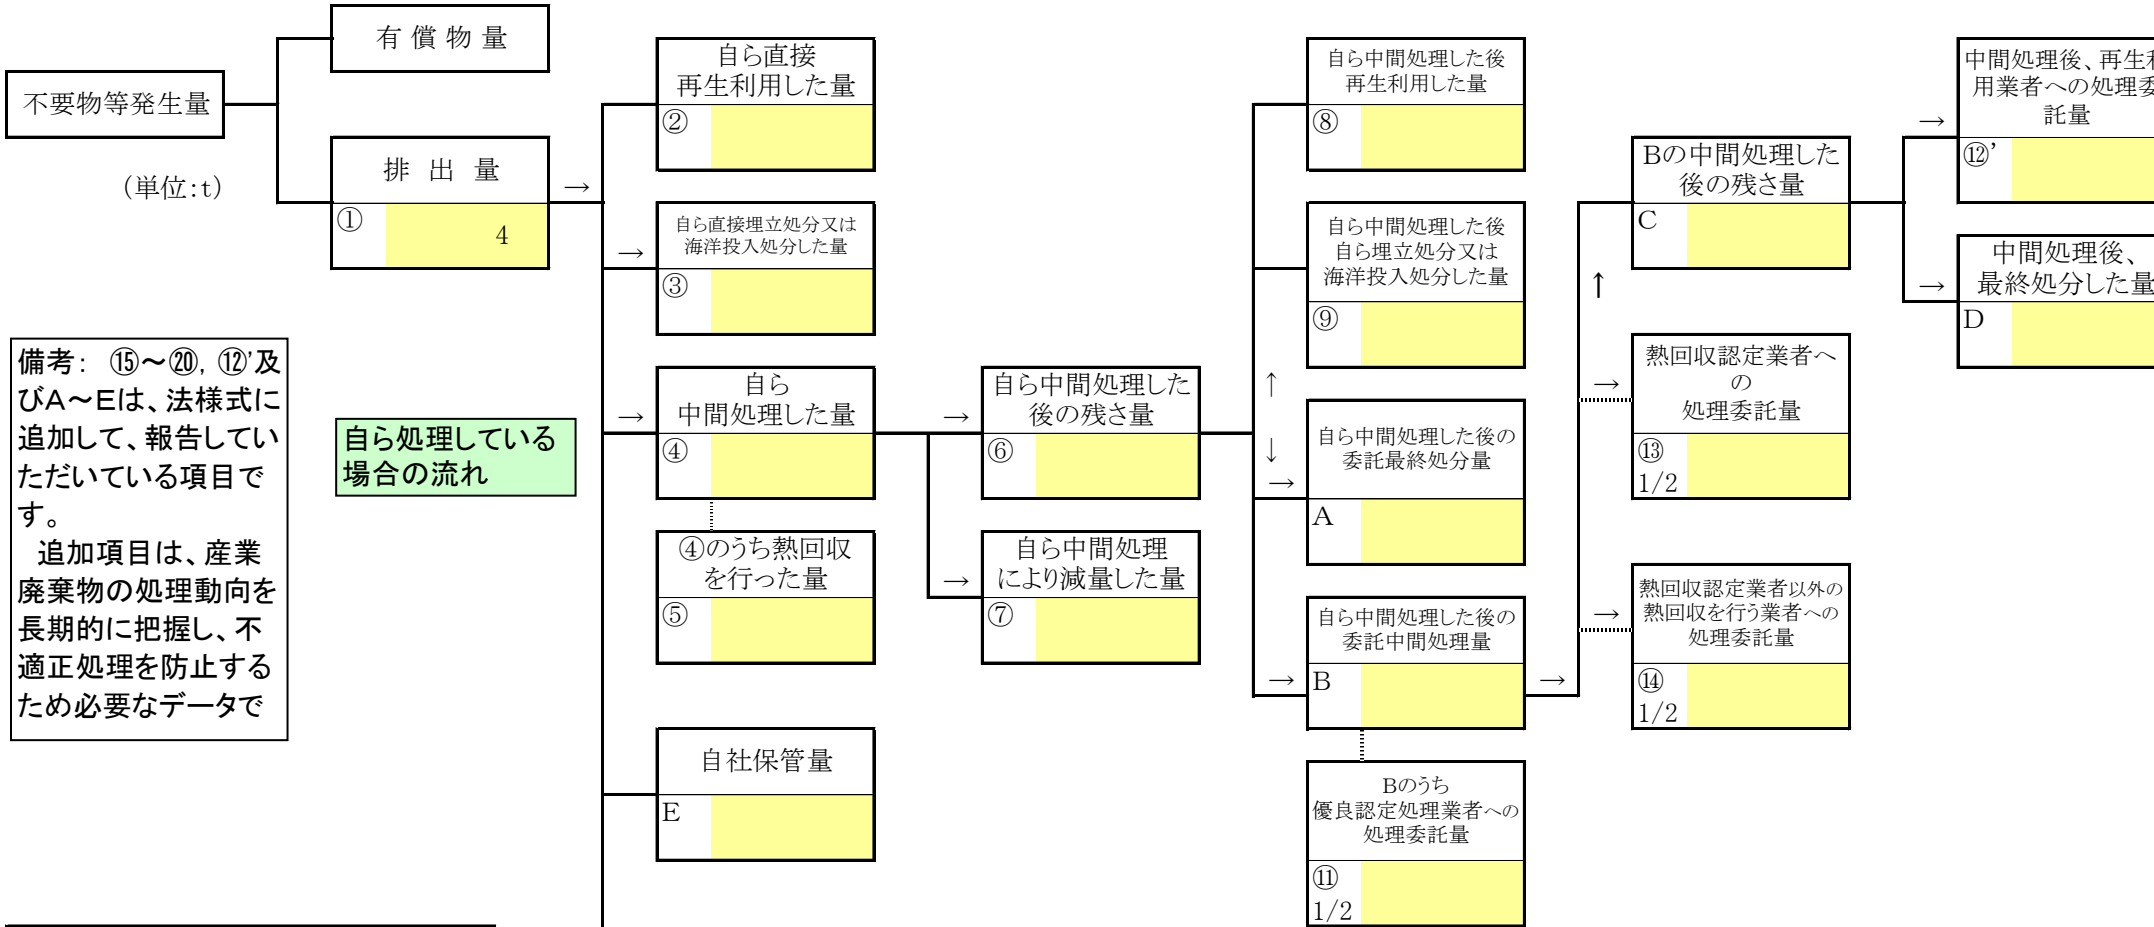 有 償 物 量
不要物等発生量
(単位:t)
排 出 量
→
①
4
自ら直接
再生利用した量
②
→
自ら直接埋立処分又は
海洋投入処分した量
③
→
自ら
中間処理した量
④
④のうち熱回収
を行った量
⑤
自社保管量
E
→
自ら中間処理した
後の残さ量
⑥
→
自ら中間処理
により減量した量
⑦
↑
↓
→
自ら中間処理した後
再生利用した量
⑧
自ら中間処理した後
自ら埋立処分又は
海洋投入処分した量
⑨
自ら中間処理した後の
委託最終処分量
A
自ら中間処理した後の
委託中間処理量
→
B
→
Bのうち
優良認定処理業者への
処理委託量
⑪
1/2
↑
Bの中間処理した
後の残さ量
C
→
熱回収認定業者へ
の
処理委託量
⑬
1/2
→
熱回収認定業者以外の
熱回収を行う業者への
処理委託量
⑭
1/2
→
中間処理後、再生利
用業者への処理委
託量
⑫’
→
中間処理後、
最終処分した量
D
備考: ⑮～⑳, ⑫’及
びA～Eは、法様式に
追加して、報告してい
ただいている項目で
す。
追加項目は、産業
廃棄物の処理動向を
長期的に把握し、不
適正処理を防止する
ため必要なデータで
自ら処理している
場合の流れ